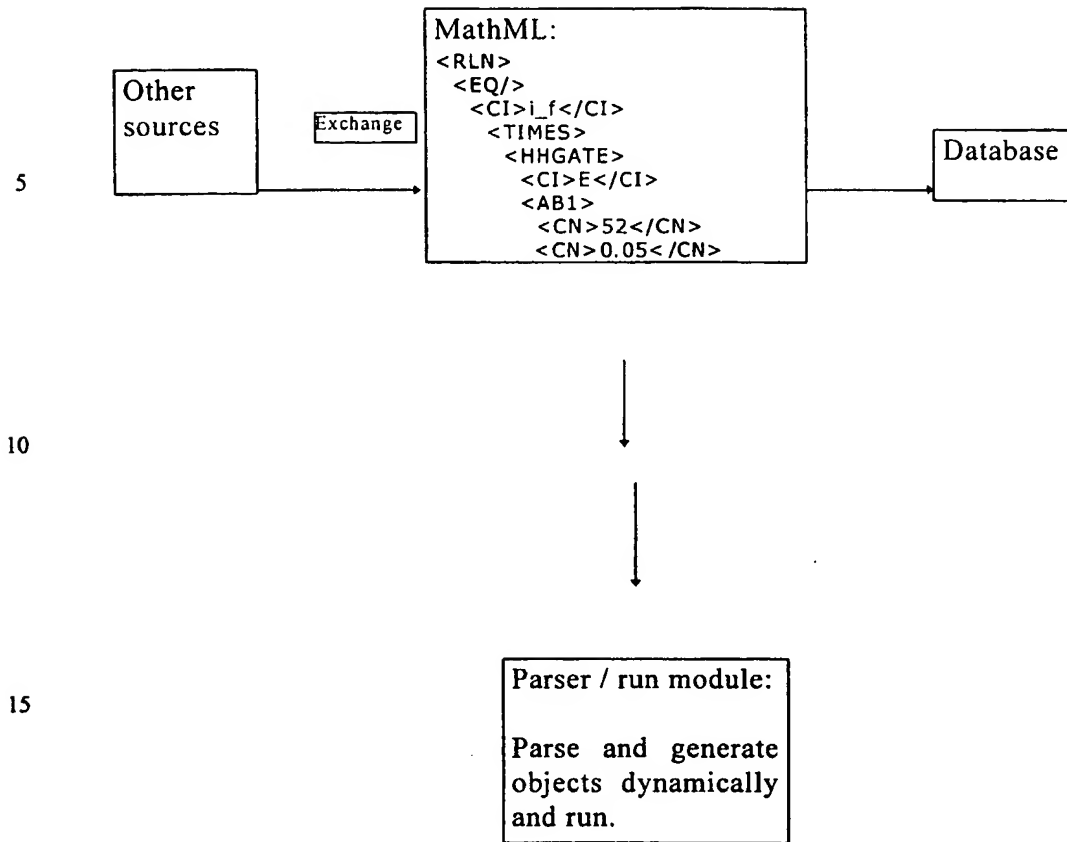 MathML:
<RLN>
<EQ/>
<CI>i_f</CI>
<TIMES>
<HHGATE>
<CI>E</CI>
<AB1>
<CN>52</CN>
<CN>0.05</CN>
Other
sources
Exchange
Database
5
10
15
Parser / run module:
Parse and generate
objects dynamically
and run.